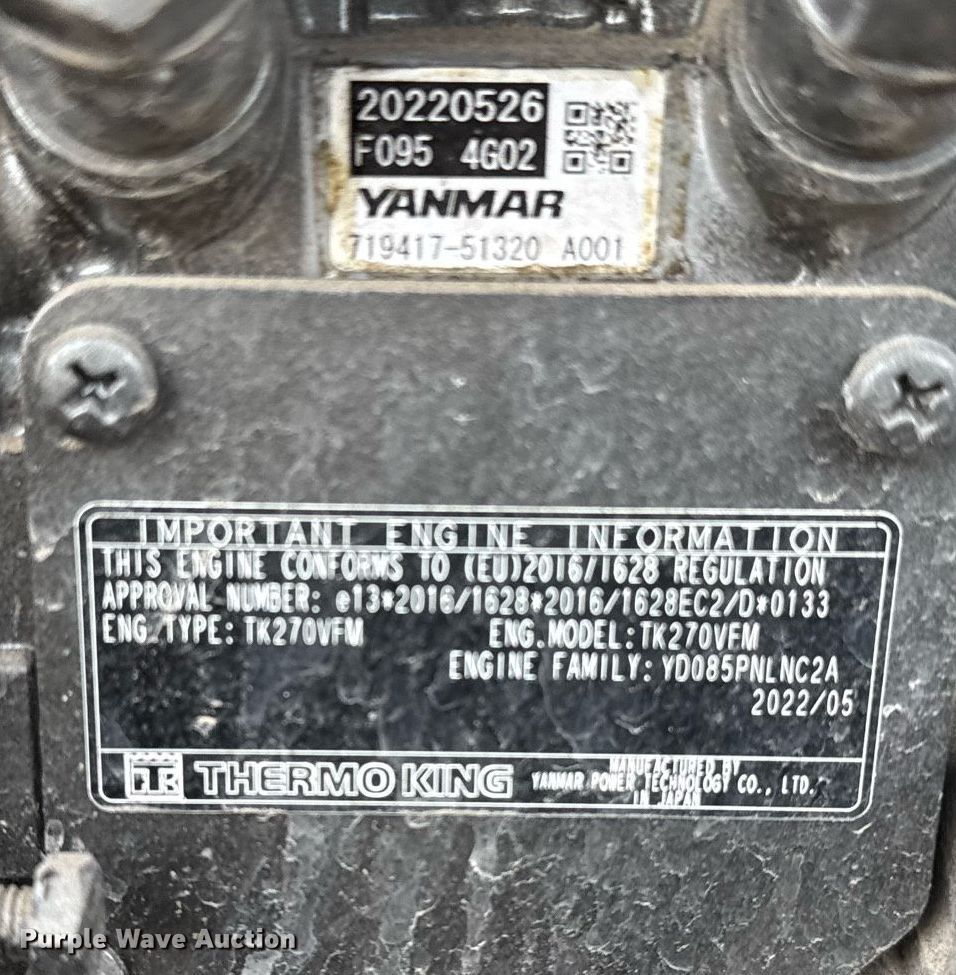 20220526
F095 4G02
YANMAR
719417-51320 A001
IMPORTANT ENGINE INFORMATION
THIS ENGINE CONFORMS TO (EU)2016/1628 REGULATION
APPROVAL NUMBER: e13*2016/1628*2016/1628EC2/D*0133
ENG.TYPE: TK270VFM ENG.MODEL: TK270VFM
ENGINE FAMILY: YD085PNLNC2A
2022/05
TK THERMO KING
MANUFACTURED BY
YANMAR POWER TECHNOLOGY CO., LTD.
IN JAPAN
Purple Wave Auction